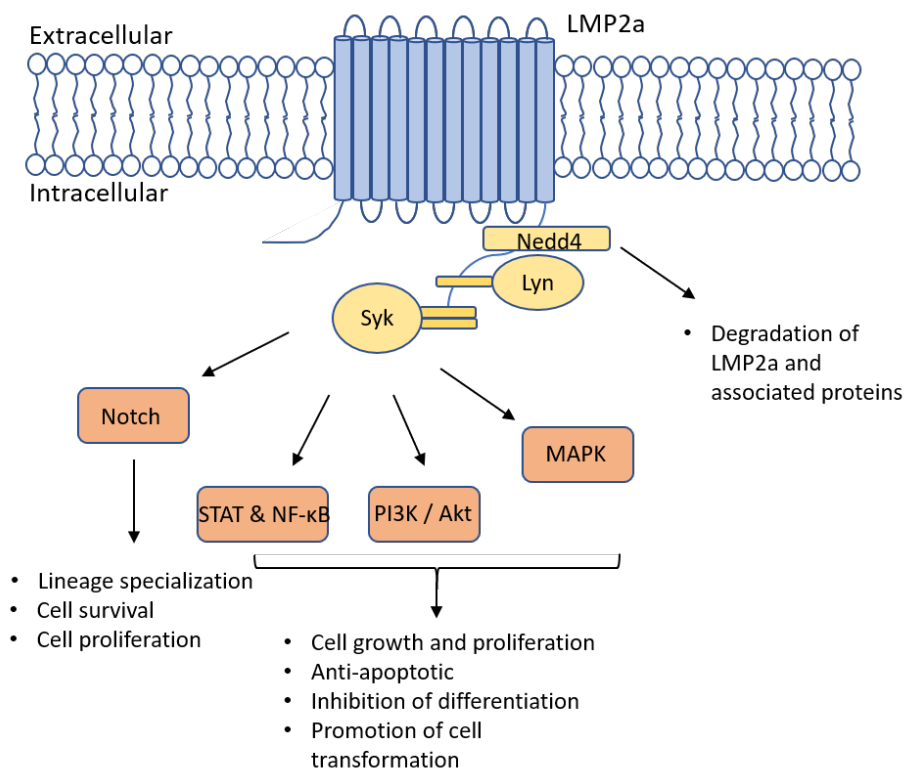 Extracellular
LMP2a
Intracellular
Nedd4
Lyn
Syk
• Degradation of
LMP2a and
associated proteins
Notch
MAPK
STAT & NF-κB
PI3K / Akt
• Lineage specialization
• Cell survival
• Cell proliferation
• Cell growth and proliferation
• Anti-apoptotic
• Inhibition of differentiation
• Promotion of cell
transformation